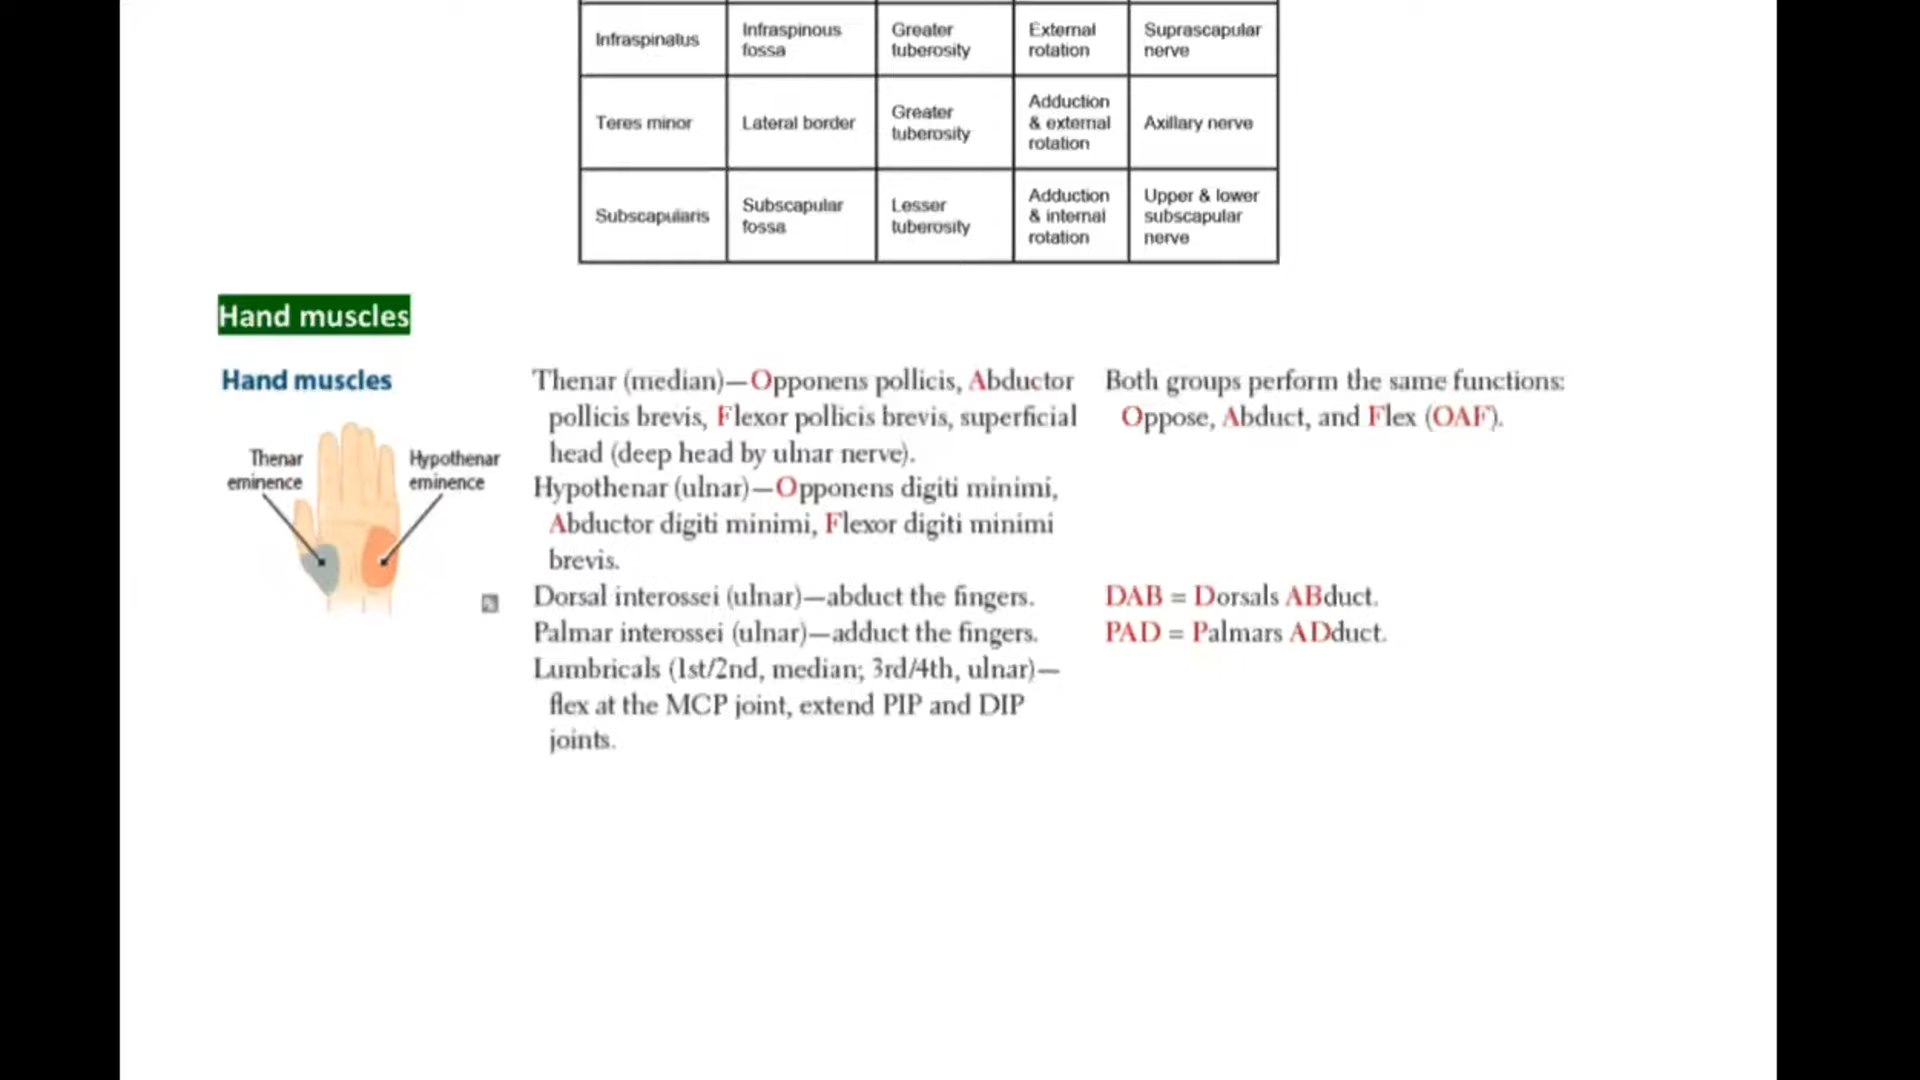 Infraspinatus
Infraspinous
fossa
Greater
tuberosity
External
rotation
Suprascapular
nerve
Teres minor
Lateral border
Greater
tuberosity
Adduction
& external
rotation
Axillary nerve
Subscapularis
Subscapular
fossa
Lesser
tuberosity
Adduction
& internal
rotation
Upper & lower
subscapular
nerve
Hand muscles
Hand muscles
Thenar
eminence
Hypothenar
eminence
Thenar (median)—Opponens pollicis, Abductor
pollicis brevis, Flexor pollicis brevis, superficial
head (deep head by ulnar nerve).
Hypothenar (ulnar)—Opponens digiti minimi,
Abductor digiti minimi, Flexor digiti minimi
brevis.
Dorsal interossei (ulnar)—abduct the fingers.
Palmar interossei (ulnar)—adduct the fingers.
Lumbricals (1st/2nd, median; 3rd/4th, ulnar)—
flex at the MCP joint, extend PIP and DIP
joints.
Both groups perform the same functions:
Oppose, Abduct, and Flex (OAF).
DAB = Dorsals ABduct.
PAD = Palmars ADduct.